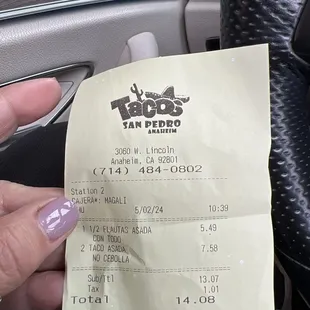 TACOS
SAN PEDRO
ANAHEIM
3060 W. Lincoln
Anaheim, CA 92801
(714) 484-0802
Station 2
CAJERA*: MAGALI
5/02/24 10:39
1/2 FLAUTAS ASADA 5.49
CON TODO
2 TACO ASADA 7.58
NO CEBOLLA
Sub/Ttl 13.07
Tax 1.01
Total 14.08